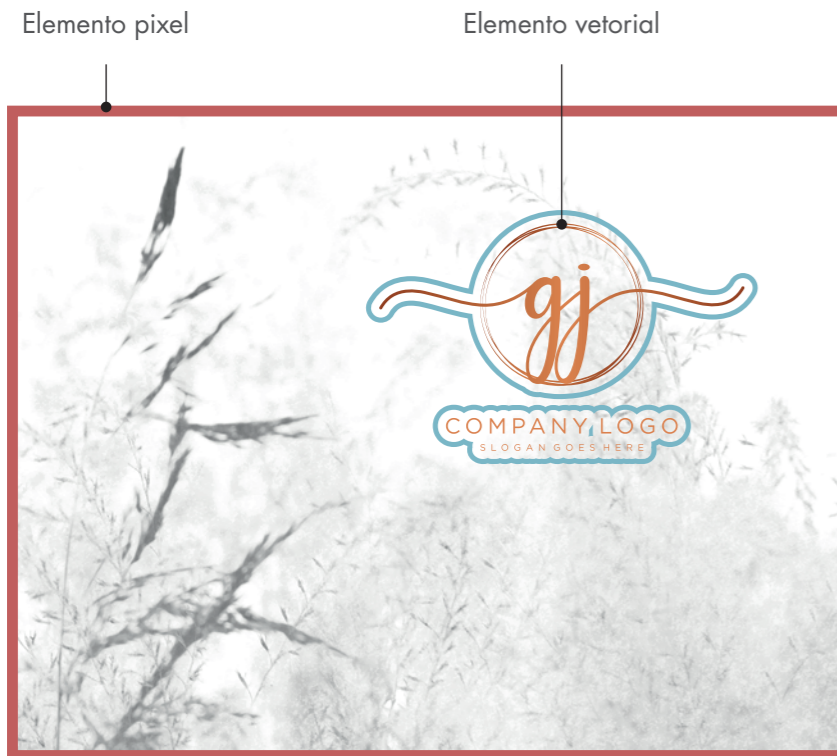 Elemento pixel
Elemento vetorial
gj
COMPANY LOGO
SLOGAN GOES HERE